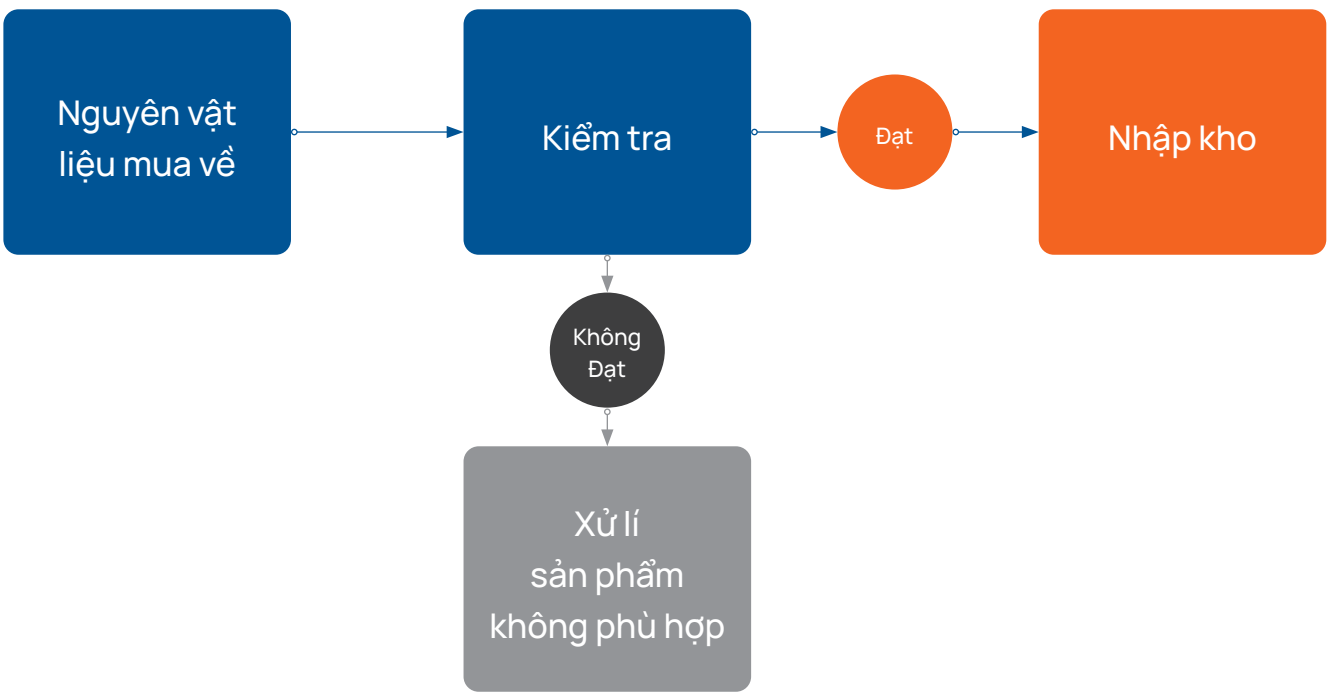 Nguyên vật
liệu mua về
Kiểm tra
Đạt
Nhập kho
Không
Đạt
Xử lí
sản phẩm
không phù hợp